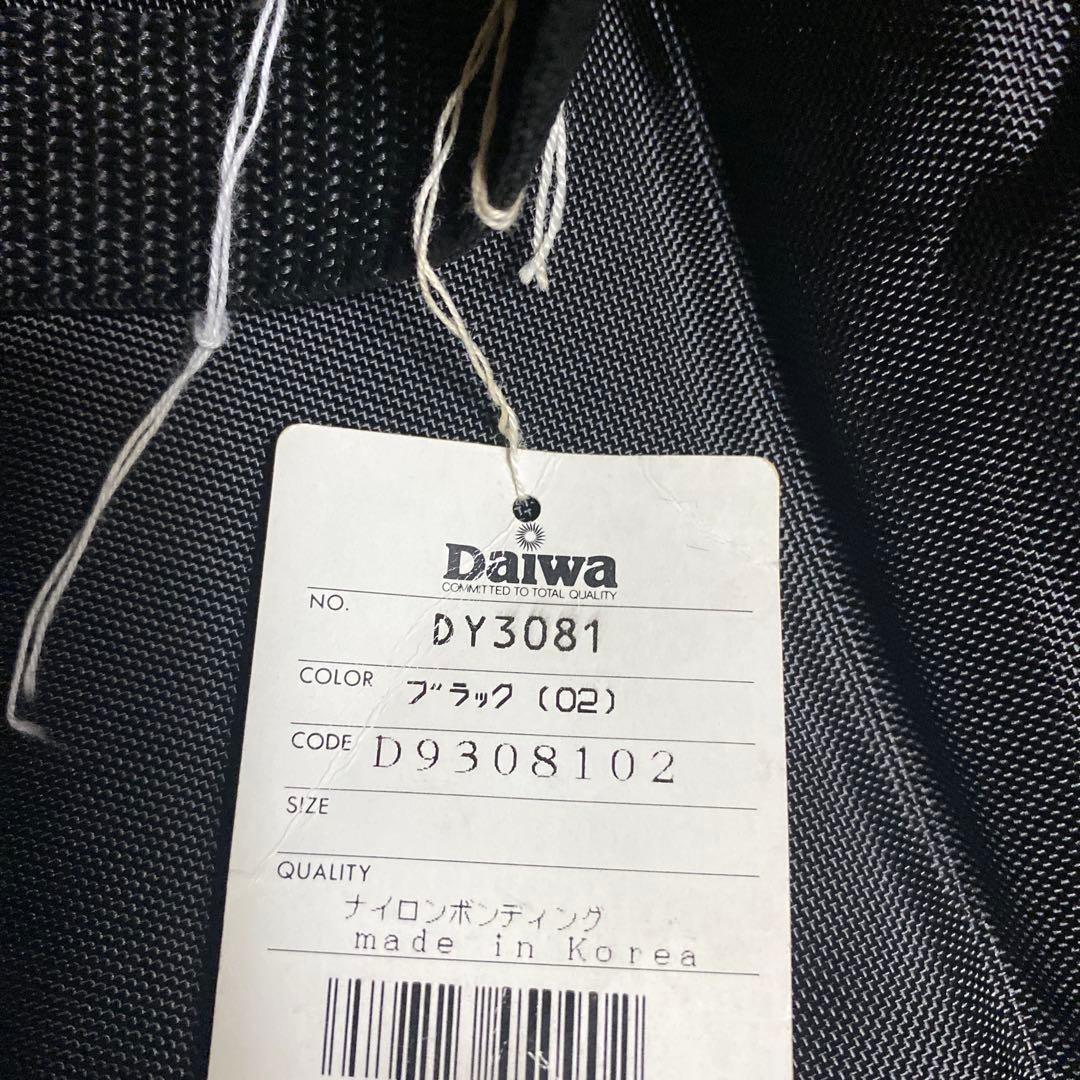 Daiwa
COMMITTED TO TOTAL QUALITY
NO. DY3081
COLOR ブラック (02)
CODE D9308102
SIZE
QUALITY
ナイロンボンディング
made in Korea